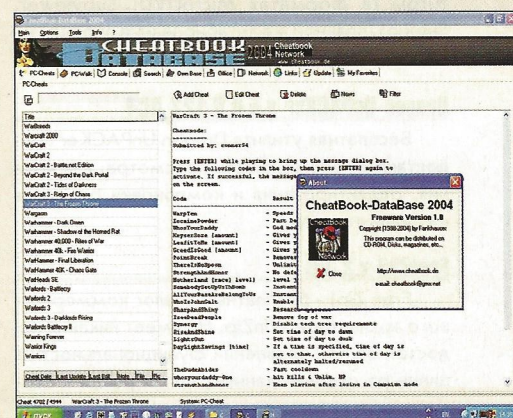 CheatBook DataBase 2004
Main Options Tools Info ?
CHEATBOOK
DATABASE
2004 Cheatbook
Network
www.cheatbook.de
PC-Cheats PC-Walk Console Search Own Base Office Network Links Update My Favorites
PC-Cheats
Add Cheat Edit Cheat Delete News Filter
Title
WarBreeds
Warcraft 2000
WarCraft
WarCraft 2
WarCraft 2 - Battle.net Edition
Warcraft 2 - Beyond the Dark Portal
WarCraft 2 - Tides of Darkness
WarCraft 3 - Reign of Chaos
WarCraft 3 - The Frozen Throne
Wargasm
Warhammer - Dark Omen
Warhammer - Shadow of the Horned Rat
Warhammer 40,000 - Rites of War
Warhammer 40k - Fire Warrior
WarHammer - Final Liberation
WarHammer 40K - Chaos Gate
WarHeads SE
Warlords - Battlecry
Warlords 2
Warlords 3
Warlords 3 - Darklords Rising
Warlords Battlecry II
Warning Forever
Warrior Kings
Warriors
Cheat Date Last Update Last Edit Note File Pic
WarCraft 3 - The Frozen Throne
Cheatcode:
Submitted by: conner54
Press [ENTER] while playing to bring up the message dialog box.
Type the following codes in the box, then press [ENTER] again to
activate. If successful, the message
on the screen.
Code Result
WarpTen - Speeds
IocainePowder - Fast De
WhosYourDaddy - God mod
KeyserSoze [amount] - Gives y
LeafitToMe [amount] - Gives y
GreedIsGood [amount] - Gives y
PointBreak - Remove
ThereIsNoSpoon - Unlimit
StrengthAndHonor - No defe
Motherland [race] [level] - level j
SomebodySetUpUsTheBomb - Instant
AllYourBaseAreBelongToUs - Instant
WhoIsJohnGalt - Enable
SharpAndShiny - Research upgrades
IseeDeadPeople - Remove fog of war
Synergy - Disable tech tree requirements
RiseAndShine - Set time of day to dawn
LightsOut - Set time of day to dusk
DaylightSavings [time] - If a time is specified, time of day is
set to that, otherwise time of day is
alternately halted/resumed
TheDudeAbides - Fast cooldown
whosyourdaddy-One - hit kills & Unlim. HP
strengthandhonor - Keep playing after losing in Campaign mode
About
CheatBook-DataBase 2004
Freeware Version 1.0
Copyright (1998-2004) by Farikhauser
This program can be distributed on
CD-ROM, Disks, magazines, etc...
Close
http://www.cheatbook.de
e-mail: cheatbook@gmx.net
Cheat 4702 / 4944 WarCraft 3 - The Frozen Throne System: PC-Cheats